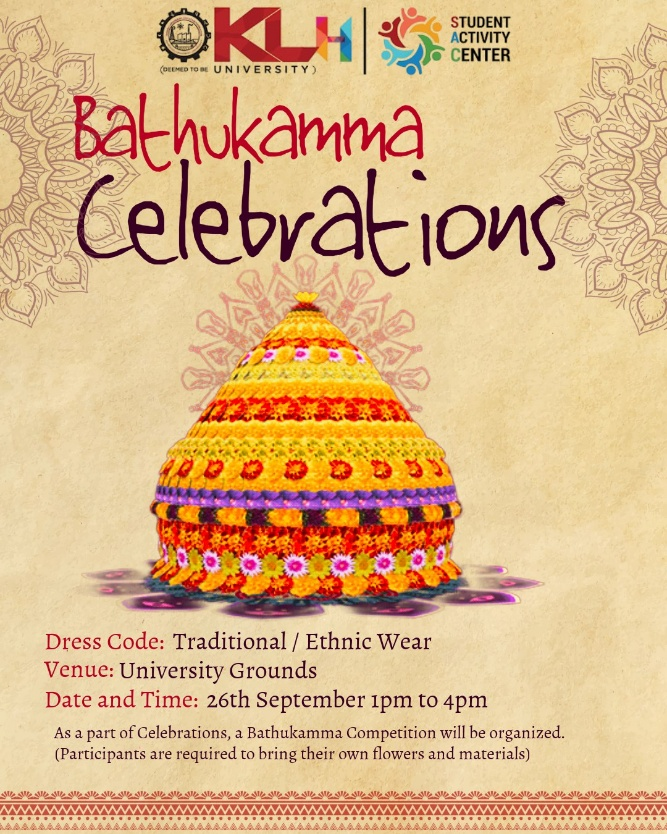 KLH
(DEEMED TO BE UNIVERSITY)
STUDENT
ACTIVITY
CENTER
Bathukamma
Celebrations
Dress Code: Traditional / Ethnic Wear
Venue: University Grounds
Date and Time: 26th September 1pm to 4pm
As a part of Celebrations, a Bathukamma Competition will be organized.
(Participants are required to bring their own flowers and materials)